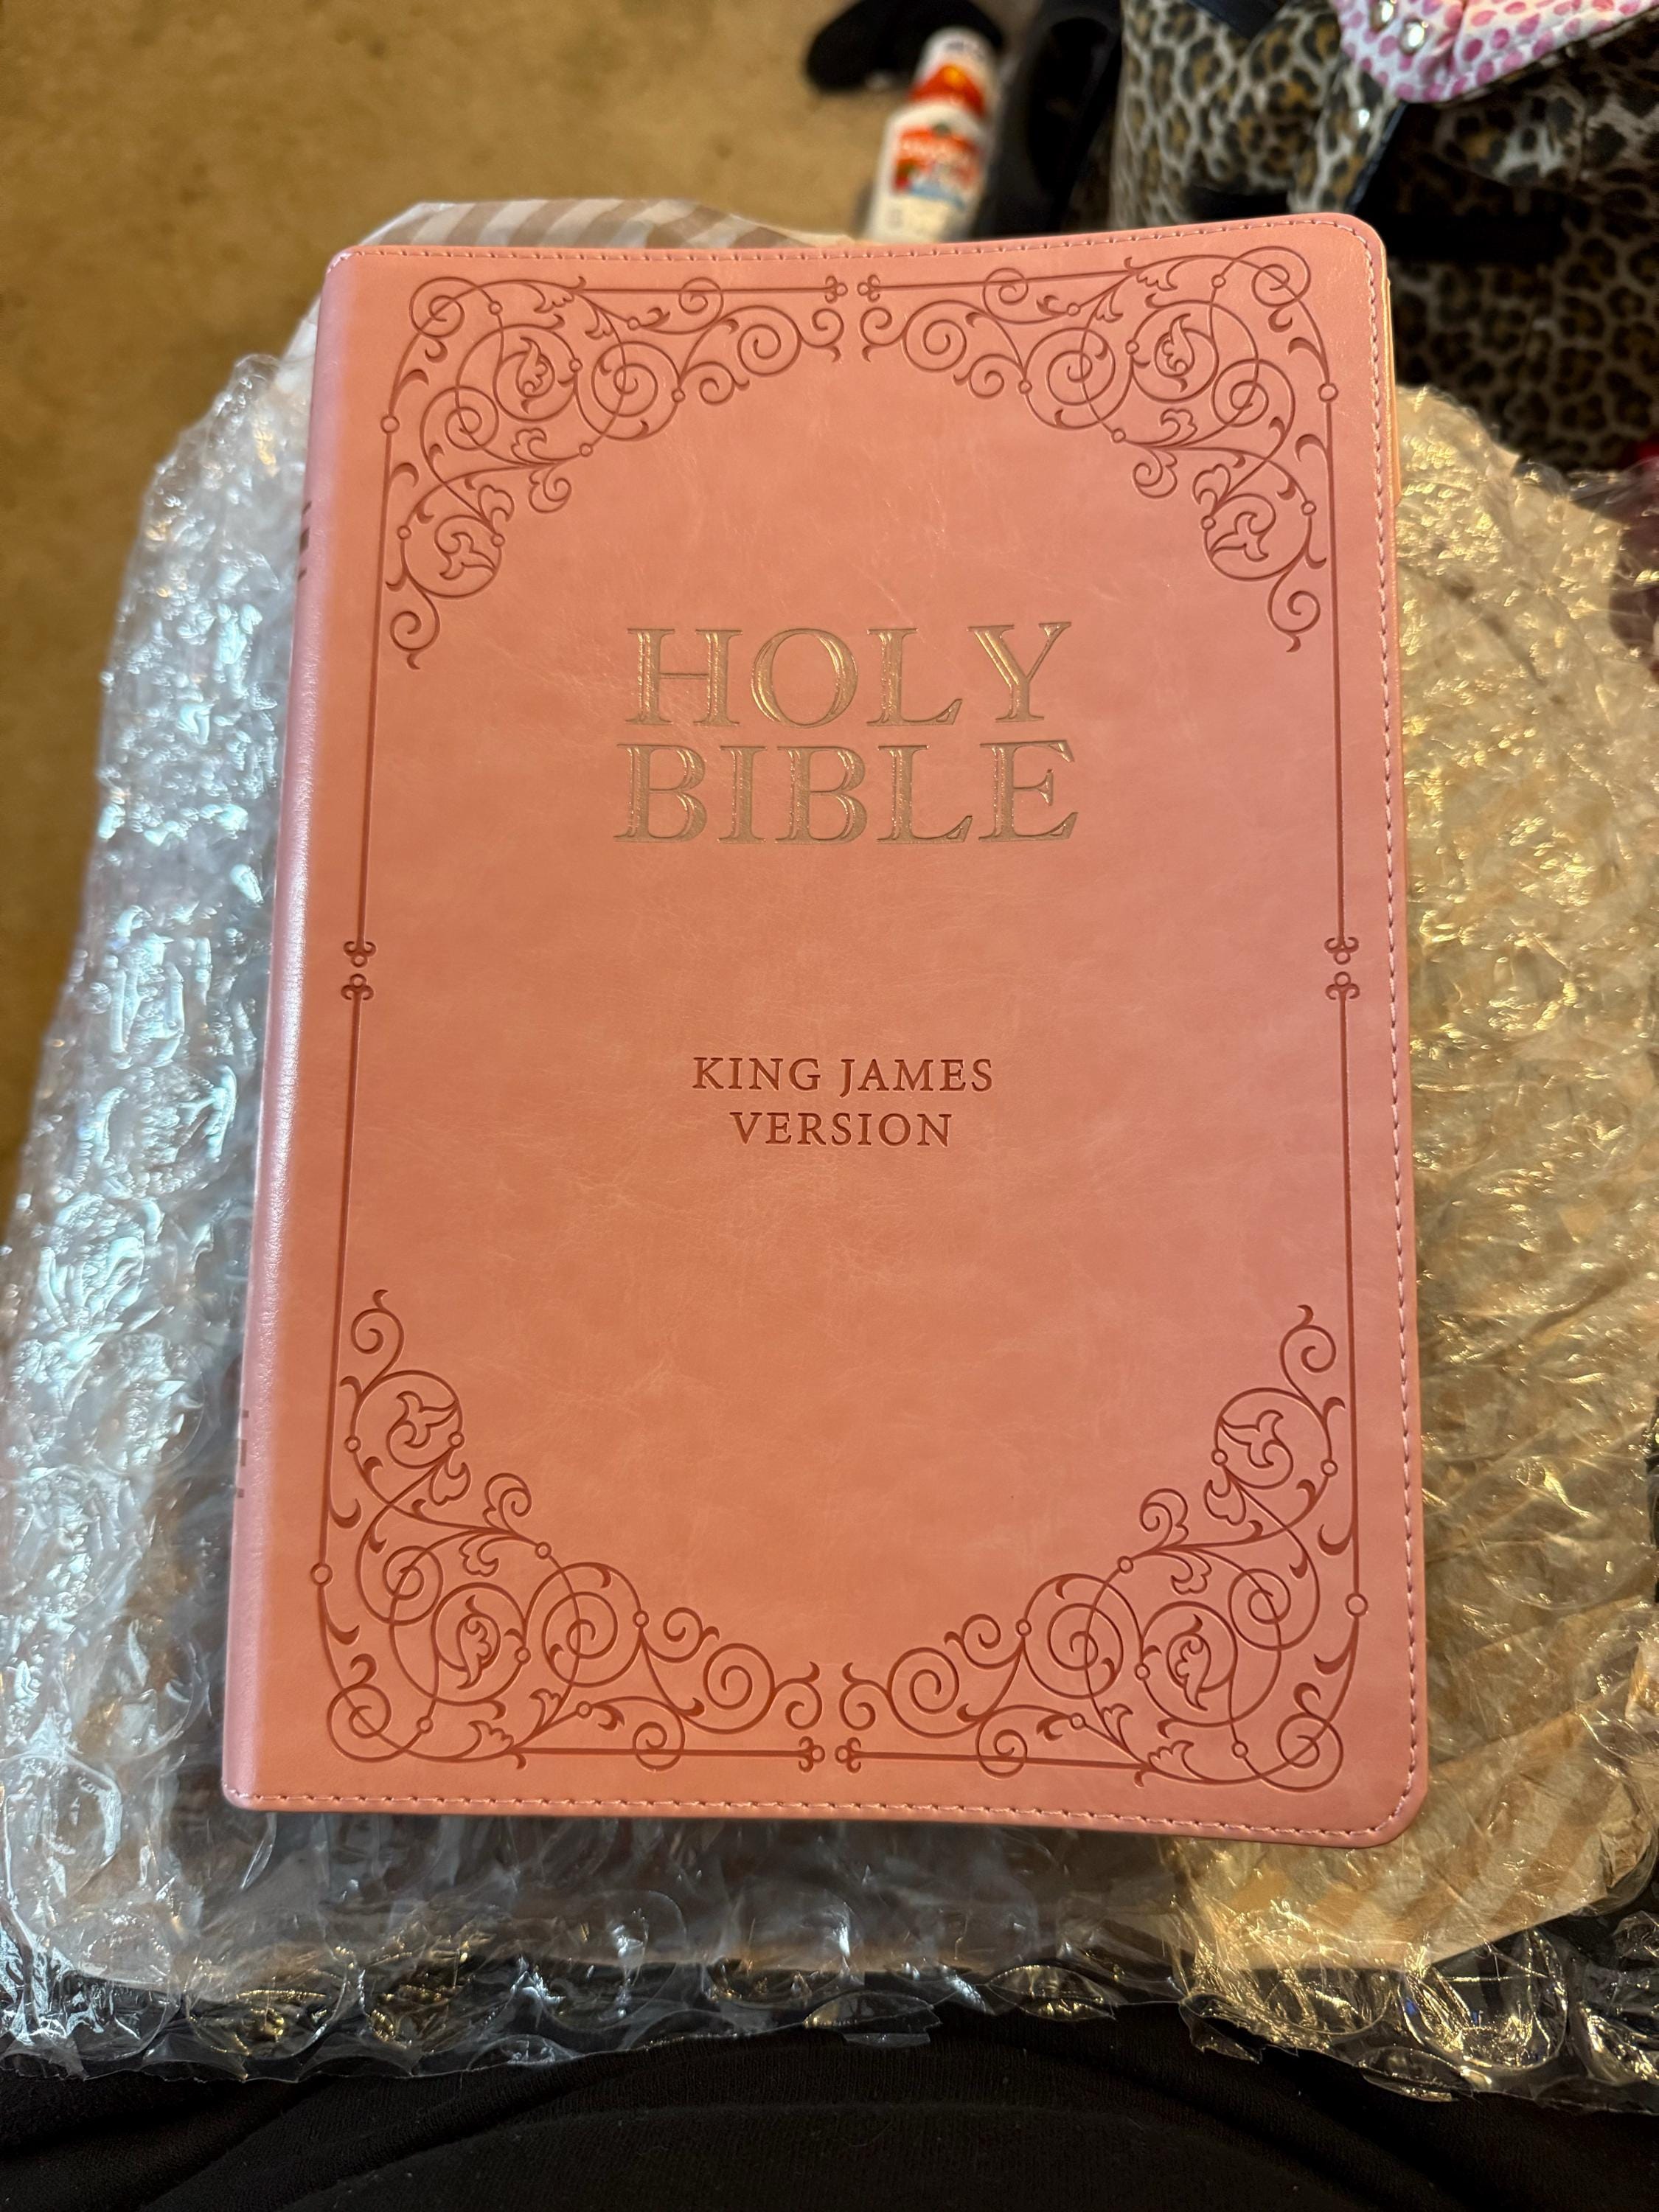 HOLY
BIBLE
KING JAMES
VERSION